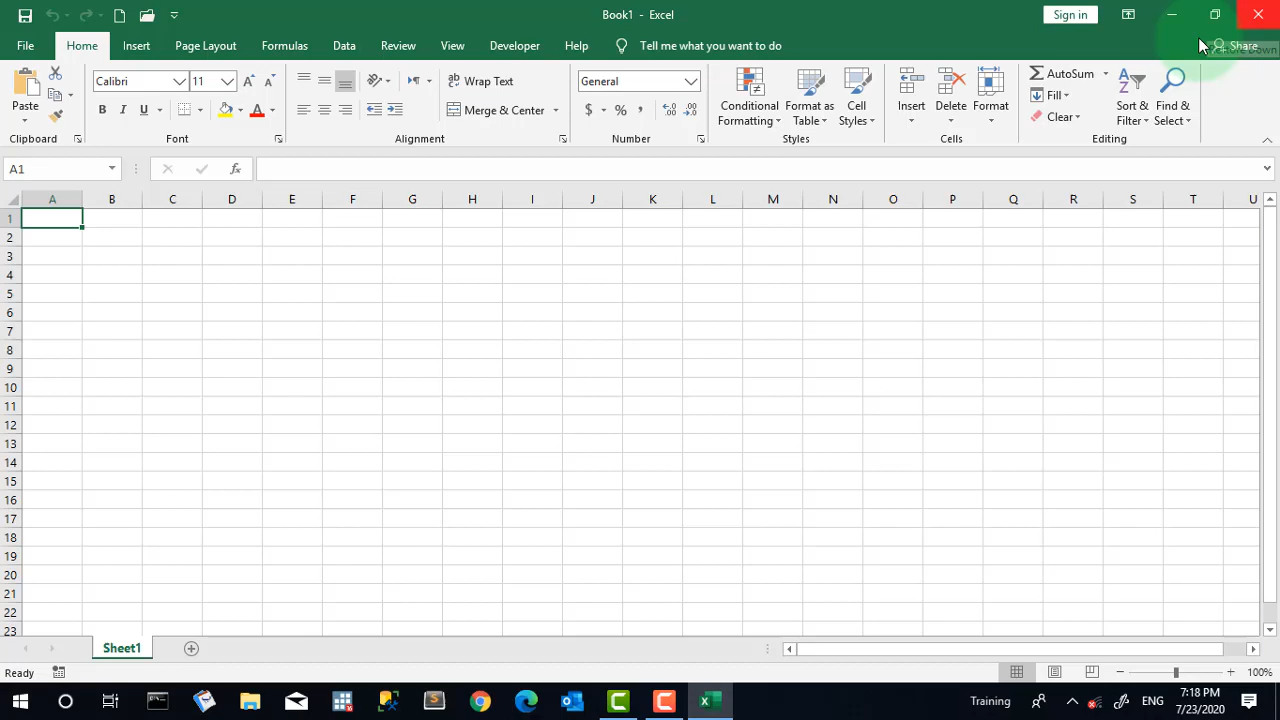 Book1 - Excel
Sign in
File Home Insert Page Layout Formulas Data Review View Developer Help Tell me what you want to do Share
Paste
Calibri 11
Wrap Text
General
Conditional Formatting
Format as Table
Cell Styles
Insert
Delete
Format
AutoSum
Fill
Clear
Sort & Filter
Find & Select
B I U A
Merge & Center
$ % ,
Clipboard Font Alignment Number Styles Cells Editing
A1 fx
A B C D E F G H I J K L M N O P Q R S T U
1
2
3
4
5
6
7
8
9
10
11
12
13
14
15
16
17
18
19
20
21
22
23
Sheet1
Ready 100%
Training ENG 7:18 PM
7/23/2020